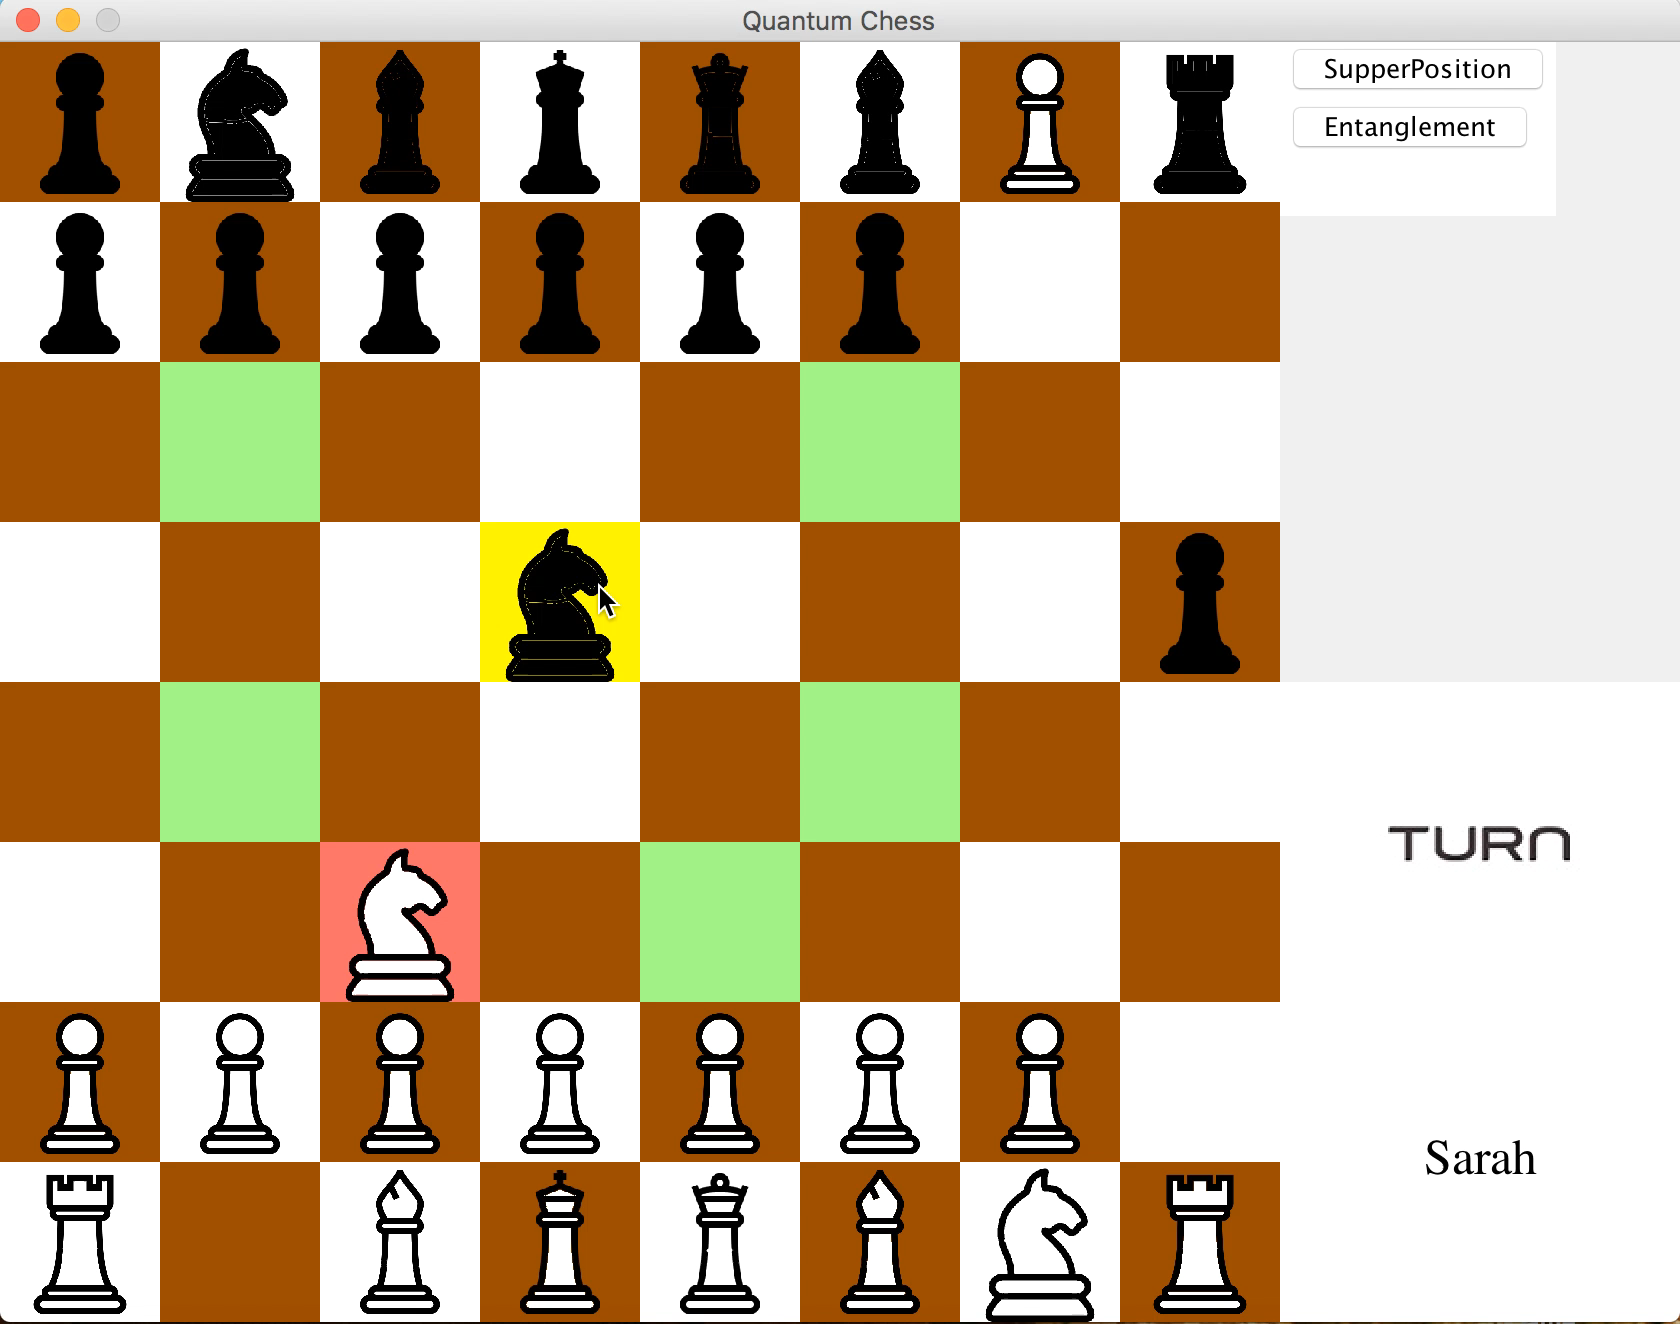 Quantum Chess
SupperPosition
Entanglement
TURN
Sarah